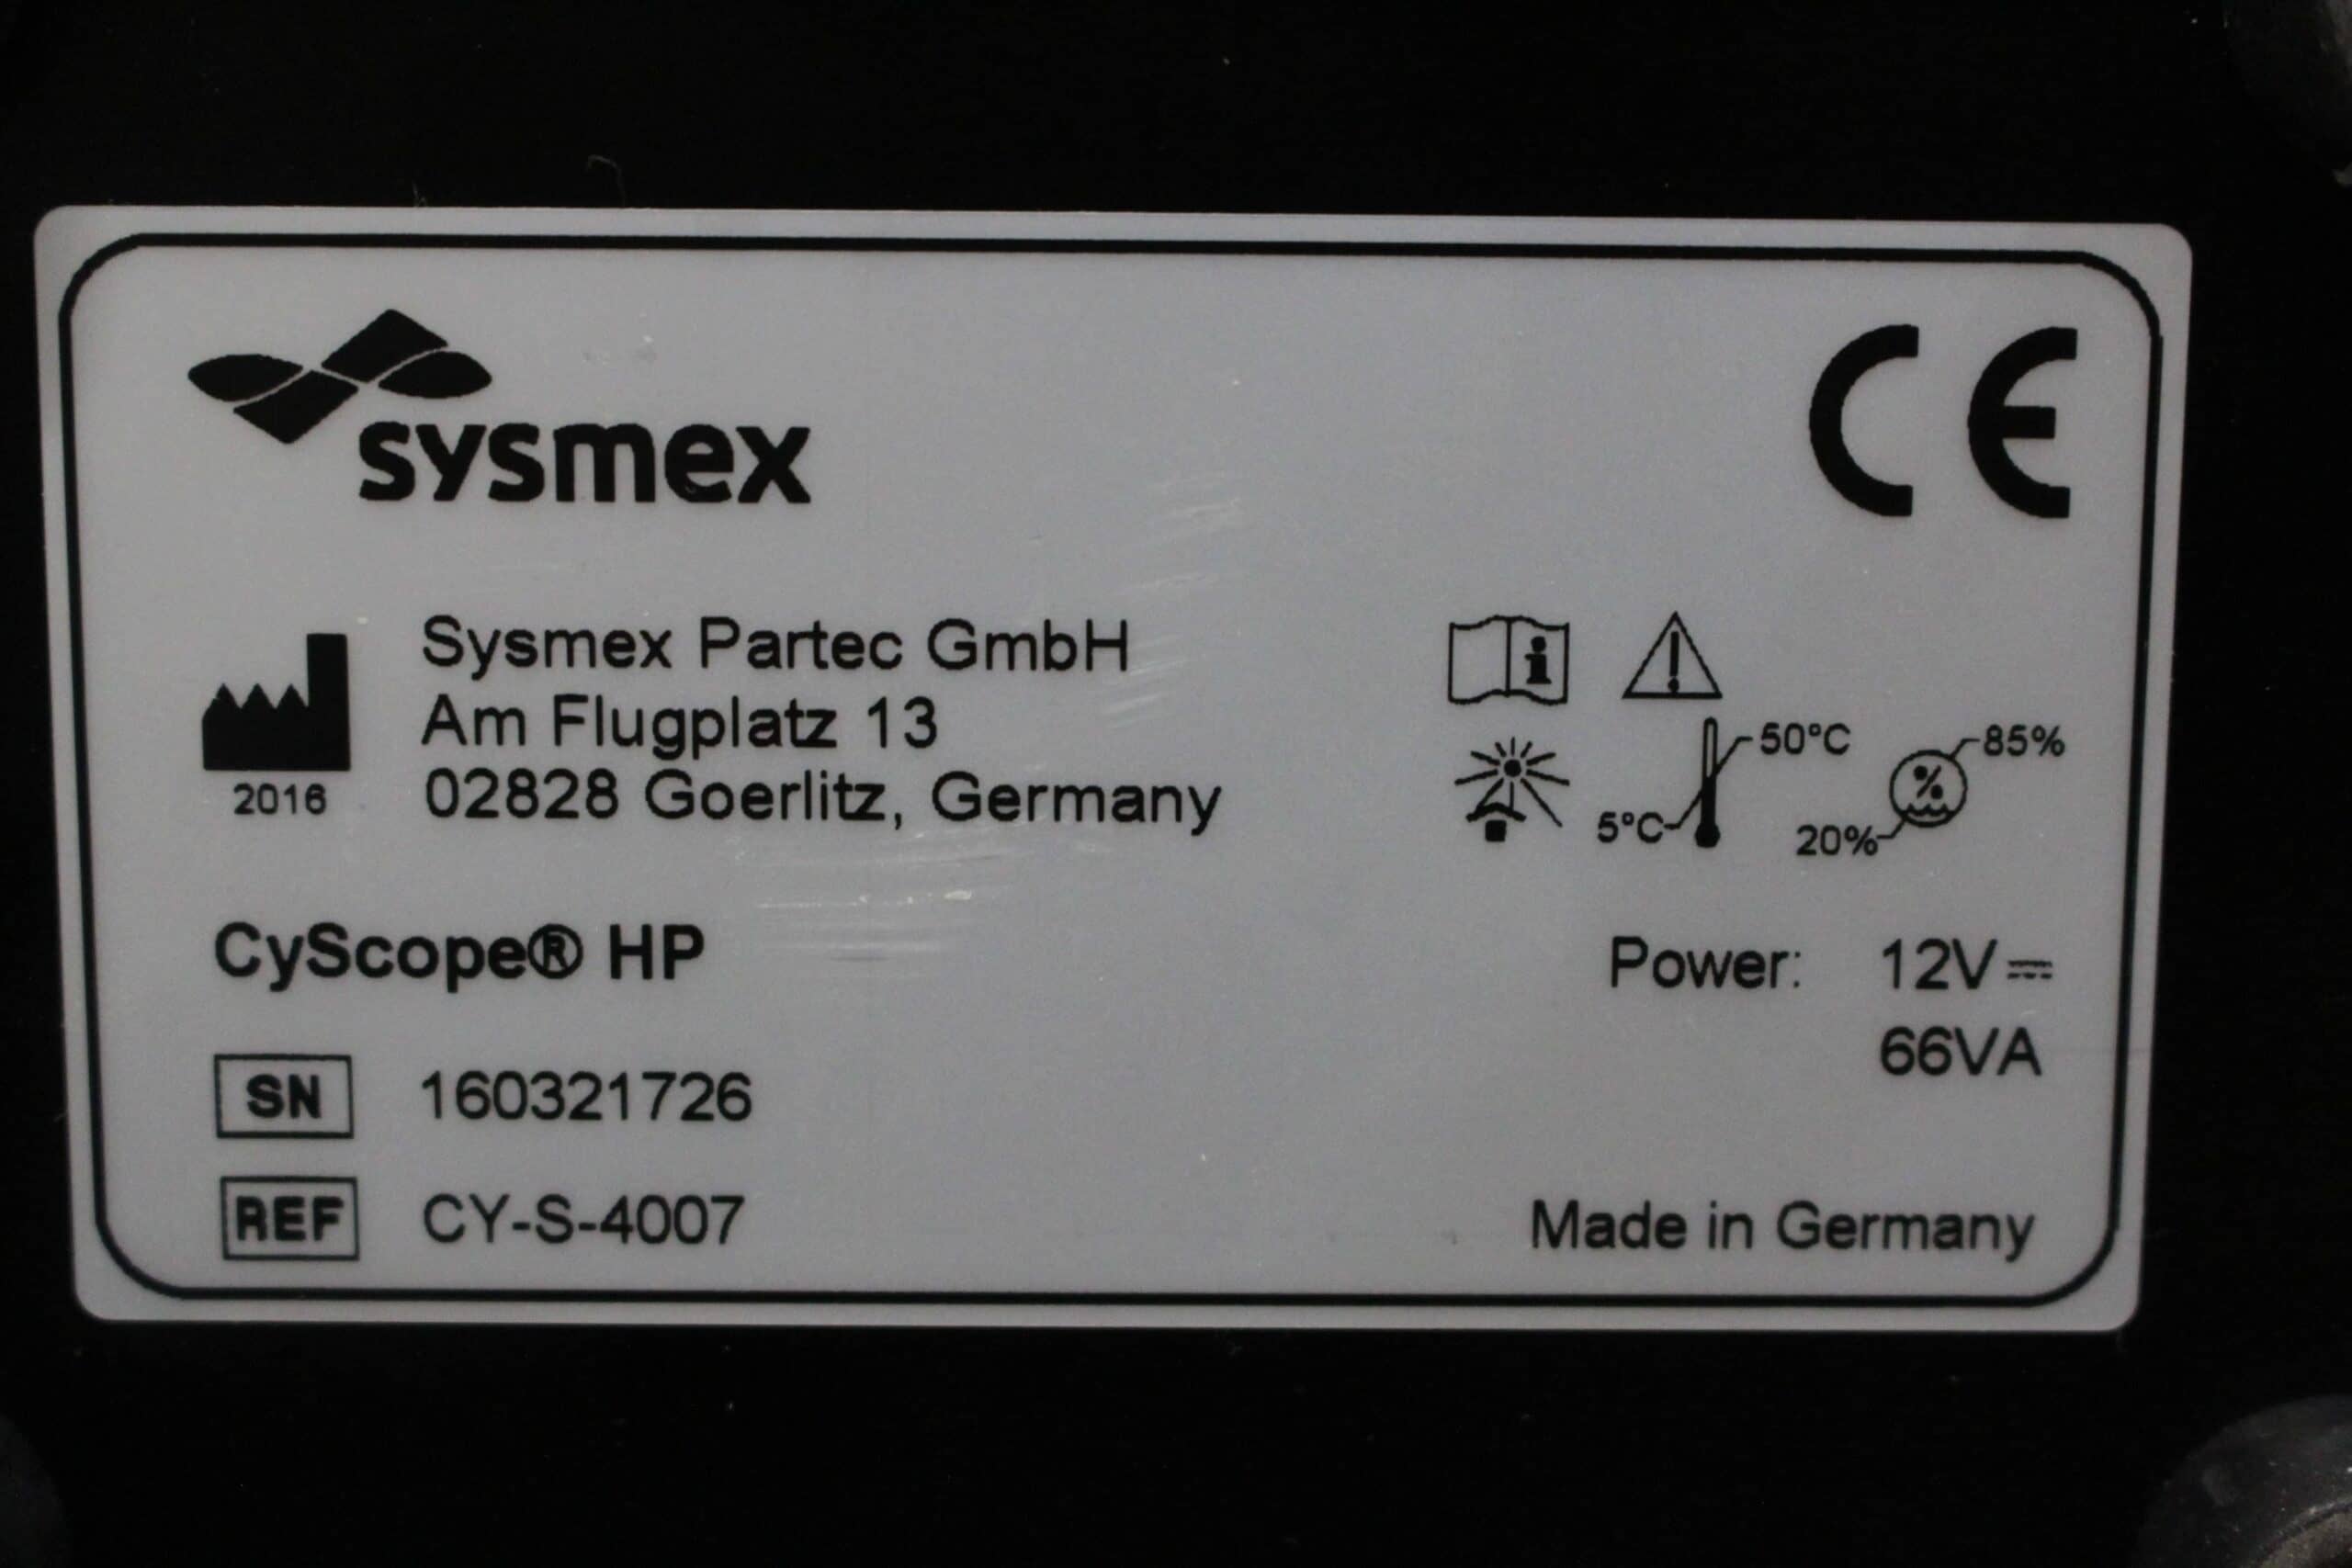 sysmex
CE
Sysmex Partec GmbH
Am Flugplatz 13
02828 Goerlitz, Germany
2016
50°C
5°C
85%
20%
%
CyScope® HP
Power: 12V
66VA
SN 160321726
REF CY-S-4007
Made in Germany